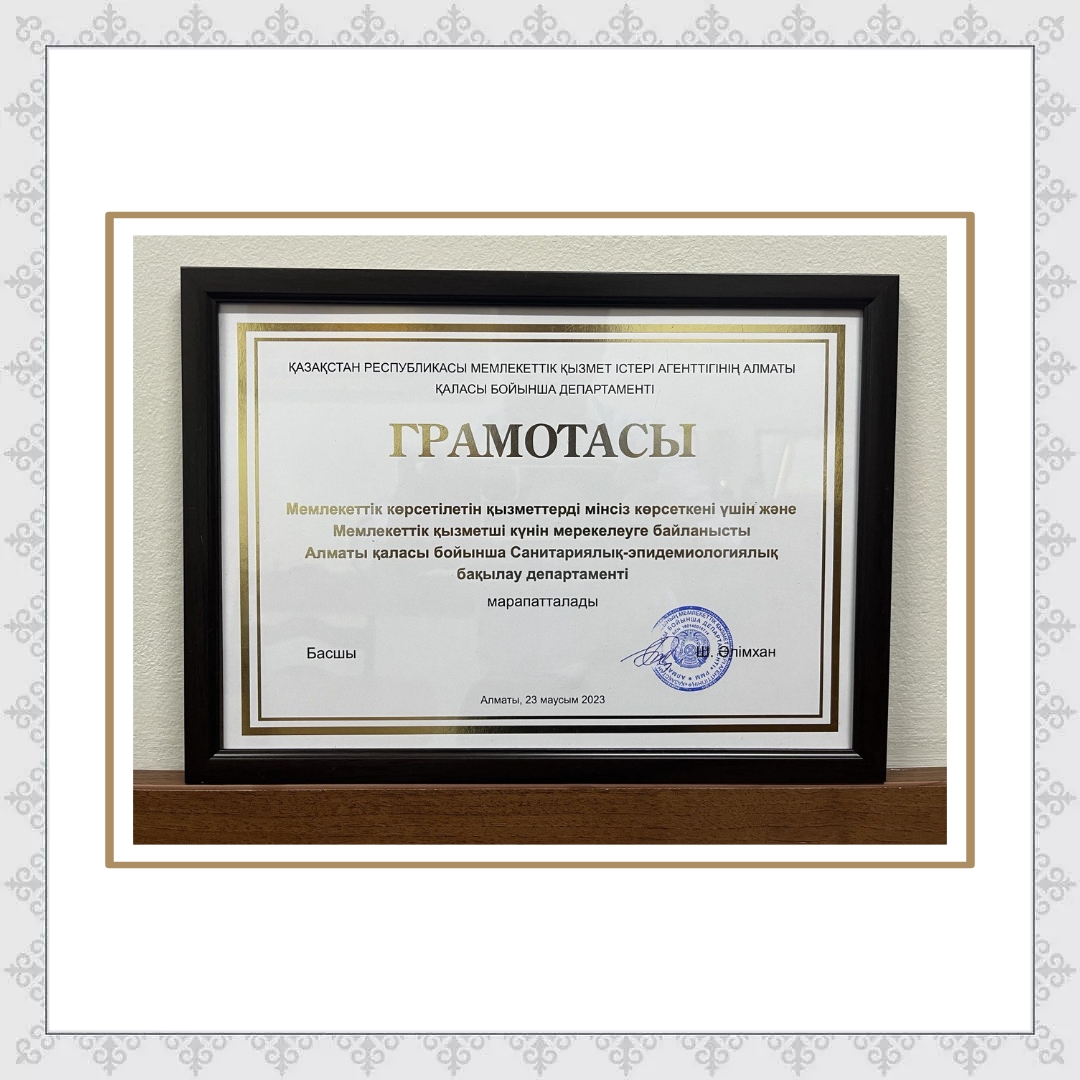 ҚАЗАҚСТАН РЕСПУБЛИКАСЫ МЕМЛЕКЕТТІК ҚЫЗМЕТ ІСТЕРІ АГЕНТТІГІНІҢ АЛМАТЫ
ҚАЛАСЫ БОЙЫНША ДЕПАРТАМЕНТІ
ГРАМОТАСЫ
Мемлекеттік көрсетілетін қызметтерді мінсіз көрсеткені үшін және
Мемлекеттік қызметші күнін мерекелеуге байланысты
Алматы қаласы бойынша Санитариялық-эпидемиологиялық
бақылау департаменті
марапатталады
Басшы
Ш. Әлімхан
Алматы, 23 маусым 2023